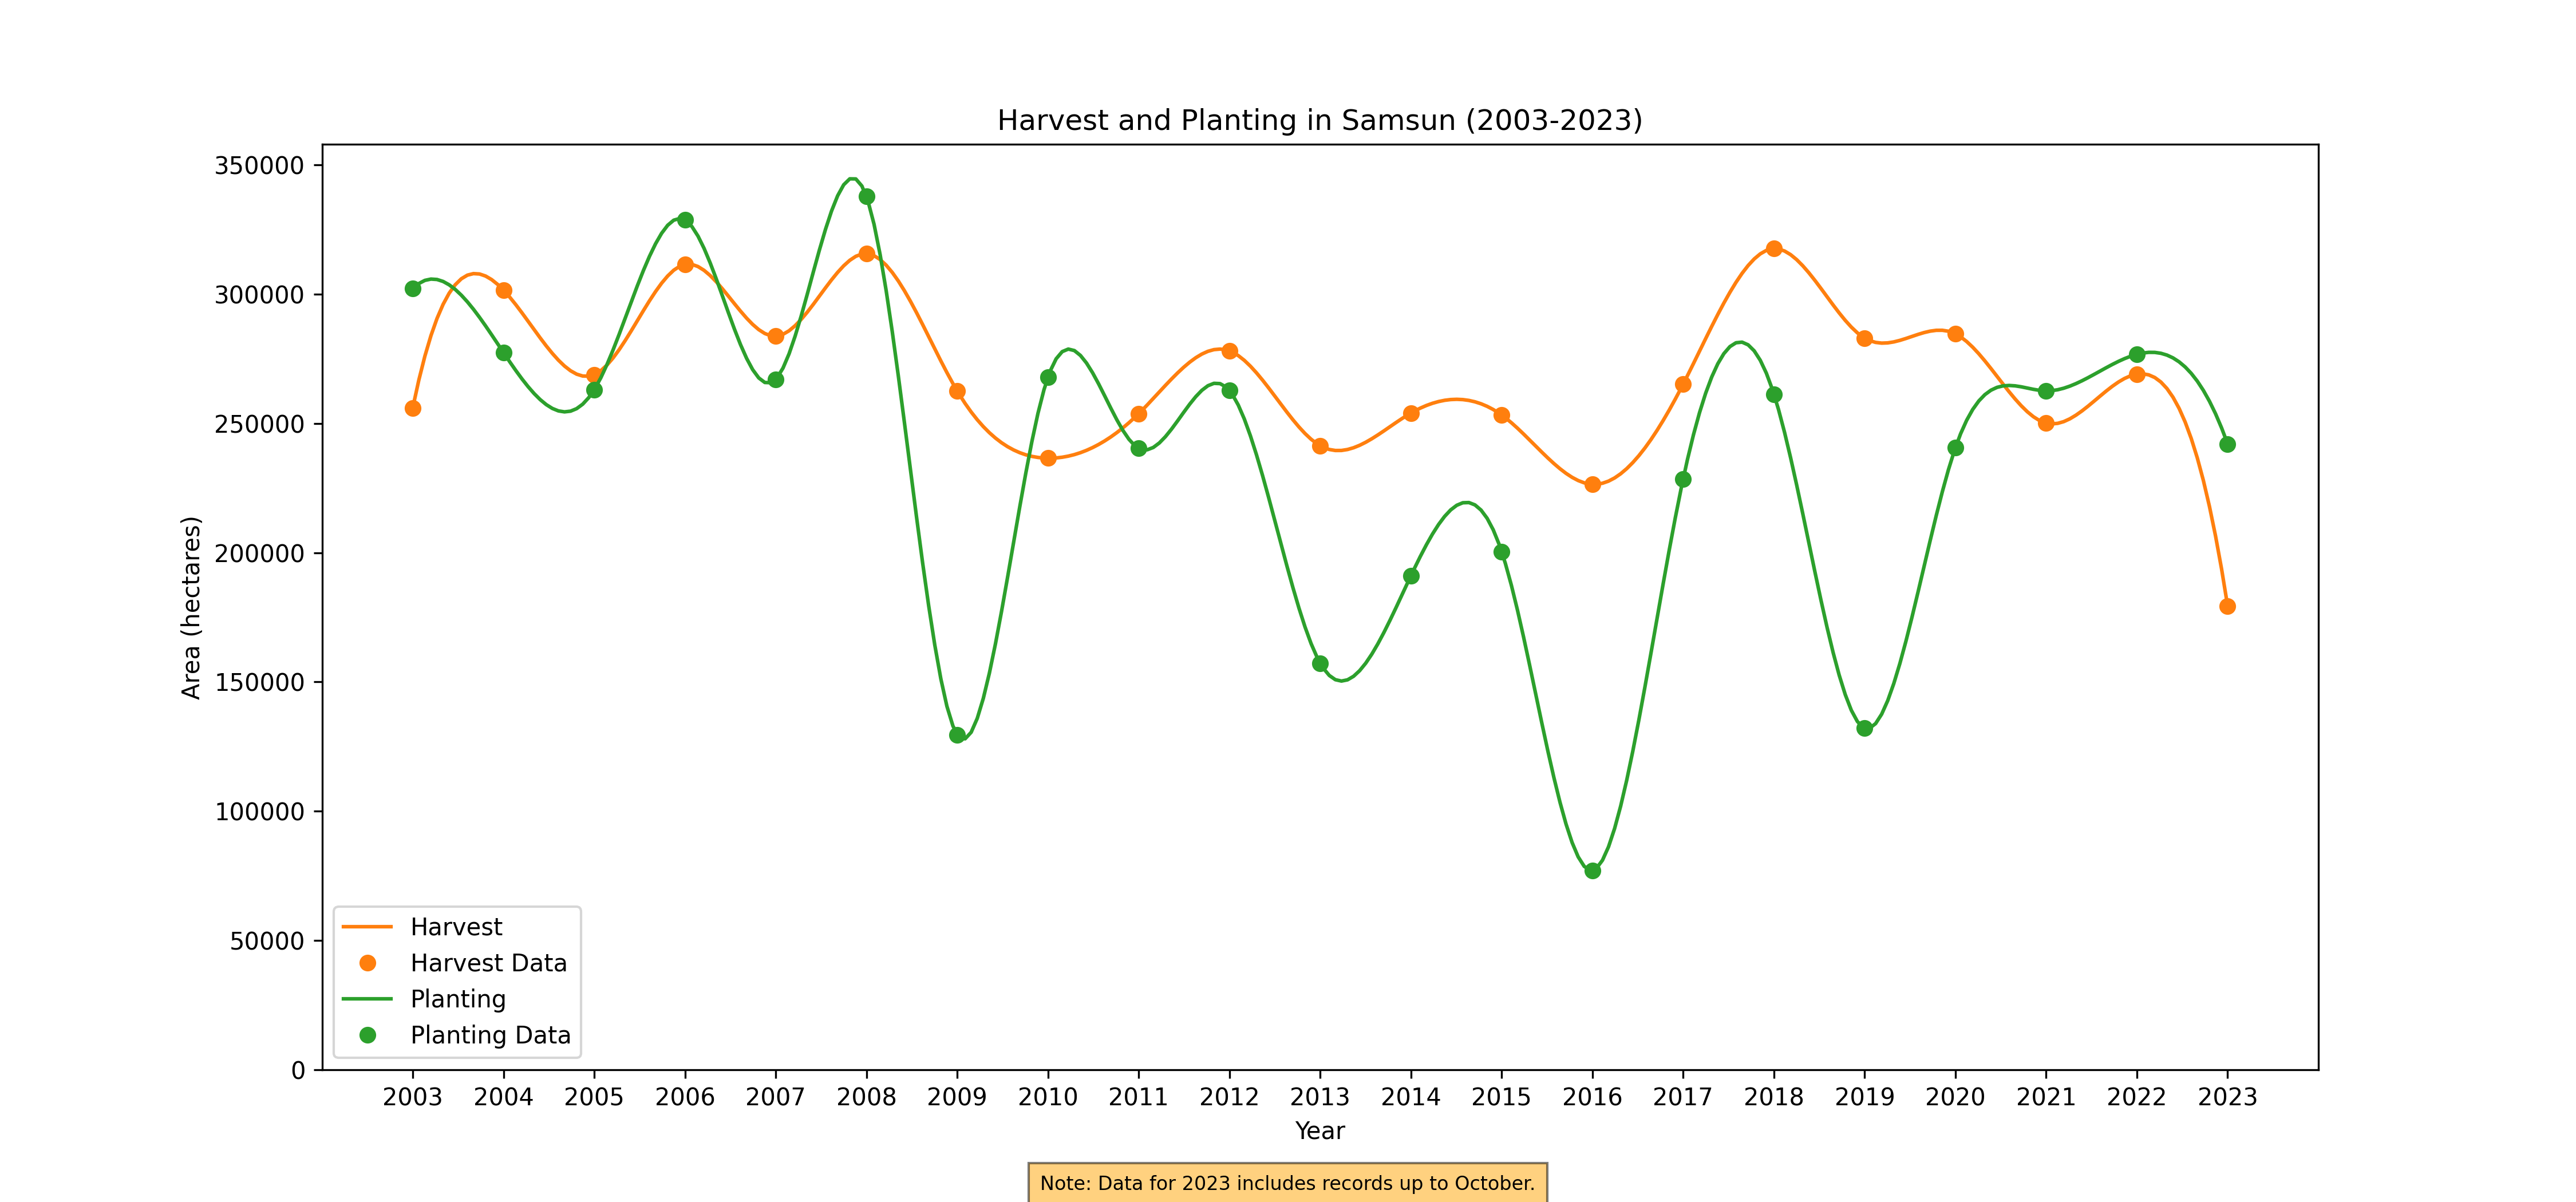 Harvest and Planting in Samsun (2003-2023)
350000
300000
250000
200000
150000
100000
50000
0
Area (hectares)
Harvest
Harvest Data
Planting
Planting Data
2003 2004 2005 2006 2007 2008 2009 2010 2011 2012 2013 2014 2015 2016 2017 2018 2019 2020 2021 2022 2023
Year
Note: Data for 2023 includes records up to October.